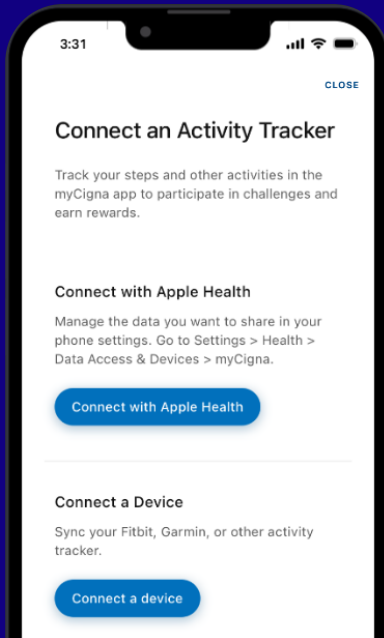 3:31
CLOSE
Connect an Activity Tracker
Track your steps and other activities in the
myCigna app to participate in challenges and
earn rewards.
Connect with Apple Health
Manage the data you want to share in your
phone settings. Go to Settings > Health >
Data Access & Devices > myCigna.
Connect with Apple Health
Connect a Device
Sync your Fitbit, Garmin, or other activity
tracker.
Connect a device